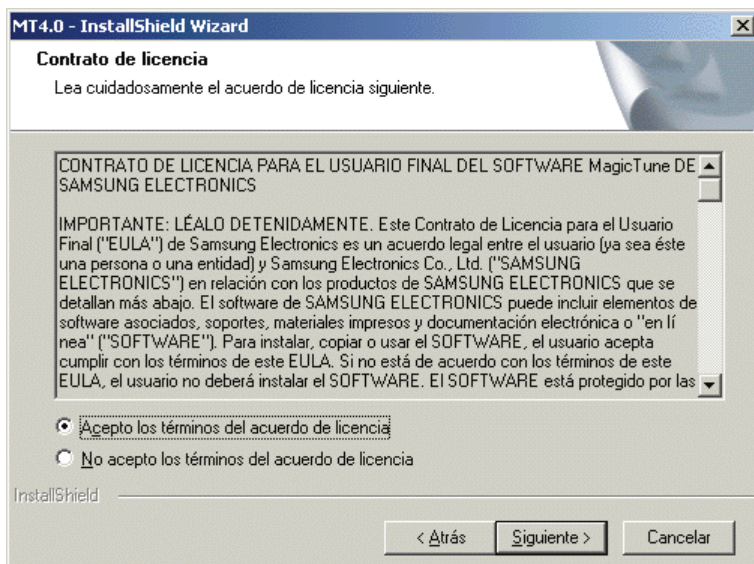 MT4.0 - InstallShield Wizard
Contrato de licencia
Lea cuidadosamente el acuerdo de licencia siguiente.
CONTRATO DE LICENCIA PARA EL USUARIO FINAL DEL SOFTWARE MagicTune DE
SAMSUNG ELECTRONICS
IMPORTANTE: LÉALO DETENIDAMENTE. Este Contrato de Licencia para el Usuario
Final ("EULA") de Samsung Electronics es un acuerdo legal entre el usuario (ya sea éste
una persona o una entidad) y Samsung Electronics Co., Ltd. ("SAMSUNG
ELECTRONICS") en relación con los productos de SAMSUNG ELECTRONICS que se
detallan más abajo. El software de SAMSUNG ELECTRONICS puede incluir elementos de
software asociados, soportes, materiales impresos y documentación electrónica o "en lí
nea" ("SOFTWARE"). Para instalar, copiar o usar el SOFTWARE, el usuario acepta
cumplir con los términos de este EULA. Si no está de acuerdo con los términos de este
EULA, el usuario no deberá instalar el SOFTWARE. El SOFTWARE está protegido por las
Acepto los términos del acuerdo de licencia
No acepto los términos del acuerdo de licencia
InstallShield
< Atrás
Siguiente >
Cancelar